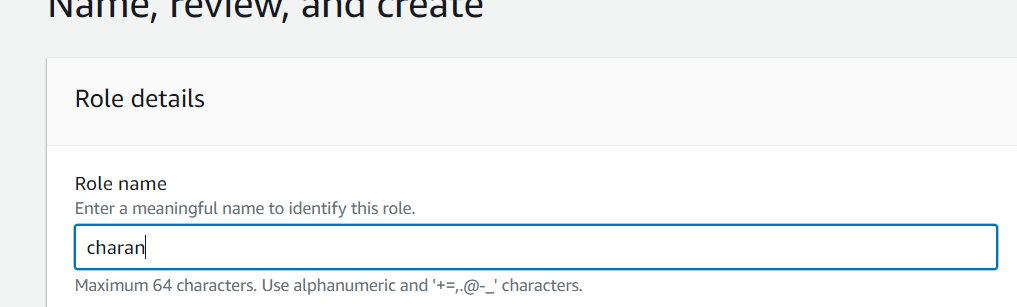 Name, review, and create
Role details
Role name
Enter a meaningful name to identify this role.
charan
Maximum 64 characters. Use alphanumeric and '+=,.@-_' characters.